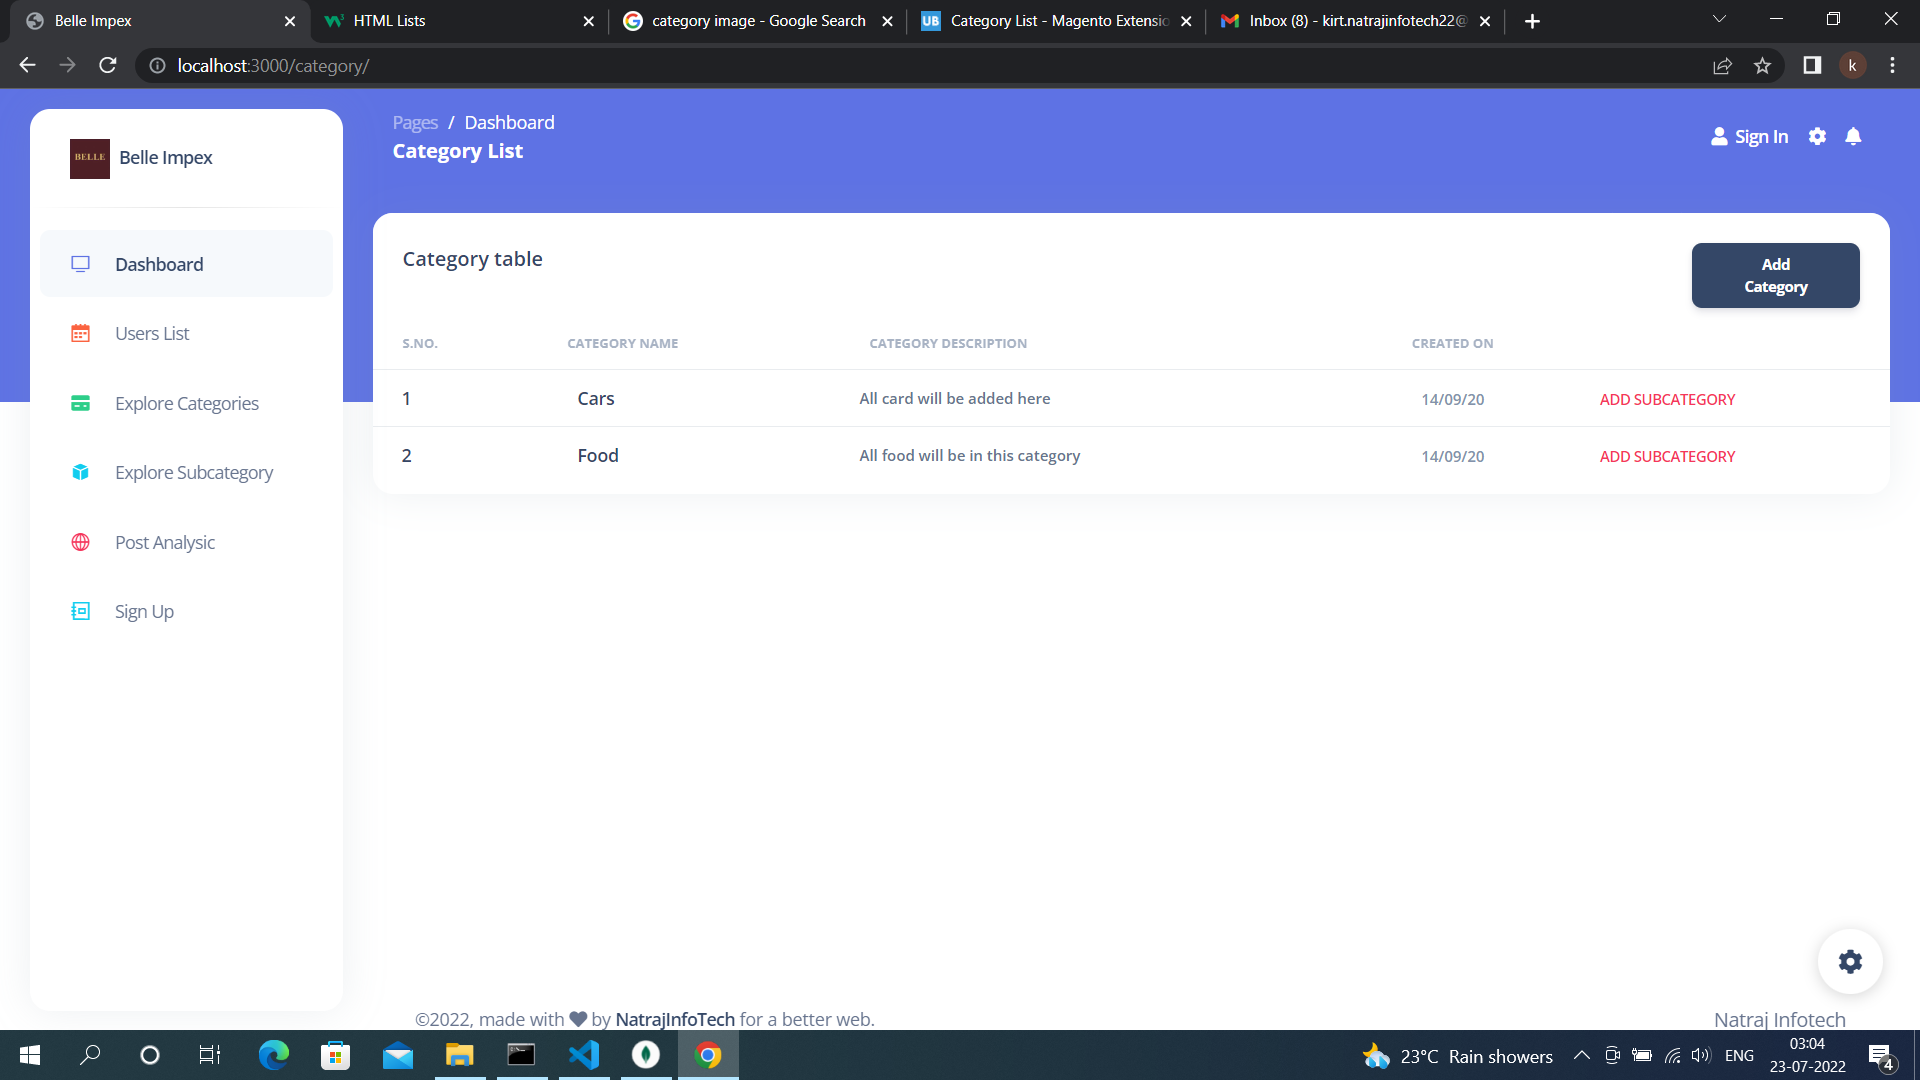 Belle Impex
HTML Lists
category image - Google Search
Category List - Magento Extensio
Inbox (8) - kirt.natrajinfotech22@
localhost:3000/category/
k
BELLE
Belle Impex
Pages / Dashboard
Category List
Sign In
Dashboard
Users List
Explore Categories
Explore Subcategory
Post Analysic
Sign Up
Category table
Add
Category
S.NO. CATEGORY NAME CATEGORY DESCRIPTION CREATED ON
1 Cars All card will be added here 14/09/20 ADD SUBCATEGORY
2 Food All food will be in this category 14/09/20 ADD SUBCATEGORY
©2022, made with by NatrajInfoTech for a better web.
Natraj Infotech
23°C Rain showers
ENG
03:04
23-07-2022
4